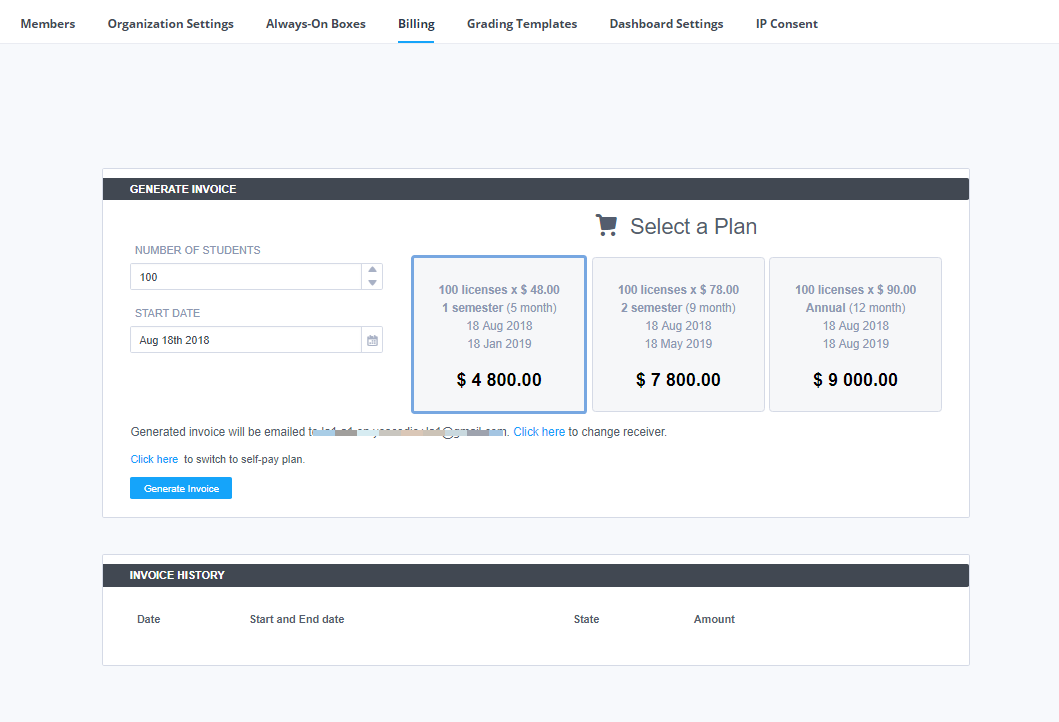 Members Organization Settings Always-On Boxes Billing Grading Templates Dashboard Settings IP Consent
GENERATE INVOICE
Select a Plan
NUMBER OF STUDENTS
100
START DATE
Aug 18th 2018
100 licenses x $ 48.00
1 semester (5 month)
18 Aug 2018
18 Jan 2019
$ 4 800.00
100 licenses x $ 78.00
2 semester (9 month)
18 Aug 2018
18 May 2019
$ 7 800.00
100 licenses x $ 90.00
Annual (12 month)
18 Aug 2018
18 Aug 2019
$ 9 000.00
Generated invoice will be emailed to Click here to change receiver.
Click here to switch to self-pay plan.
Generate Invoice
INVOICE HISTORY
Date Start and End date State Amount